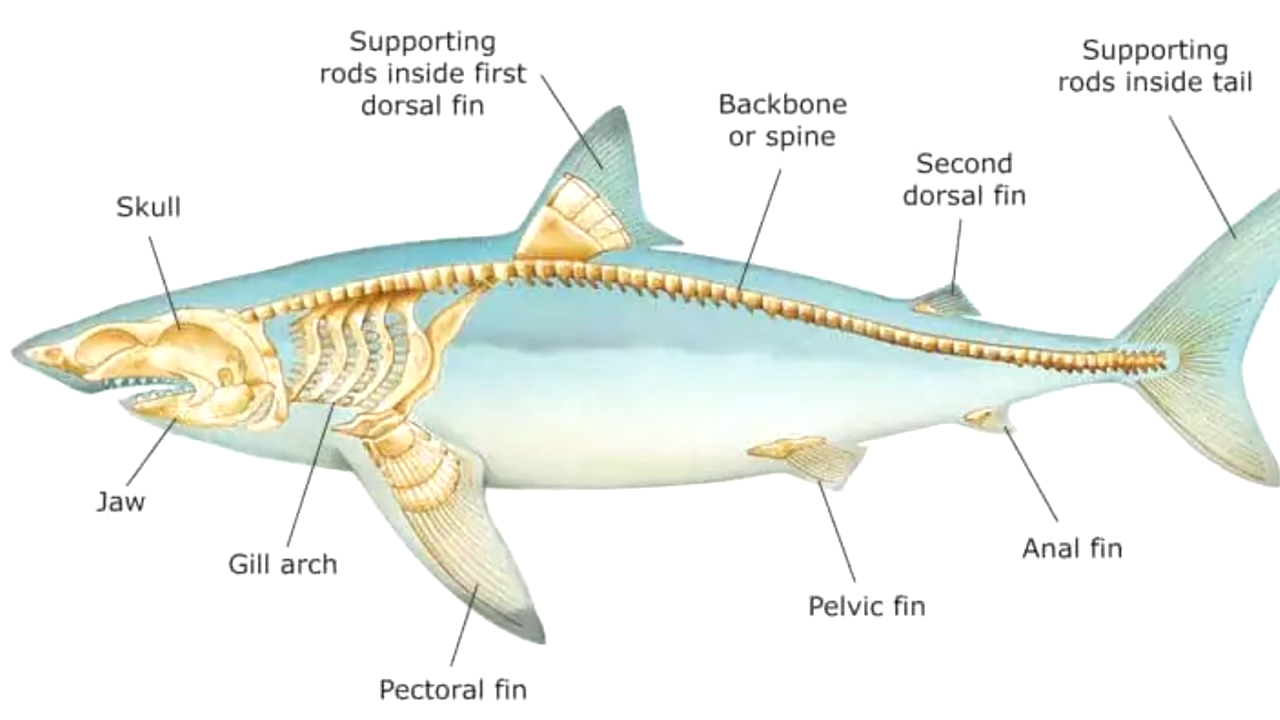 Supporting
rods inside first
dorsal fin
Supporting
rods inside tail
Backbone
or spine
Second
dorsal fin
Skull
Jaw
Gill arch
Anal fin
Pelvic fin
Pectoral fin